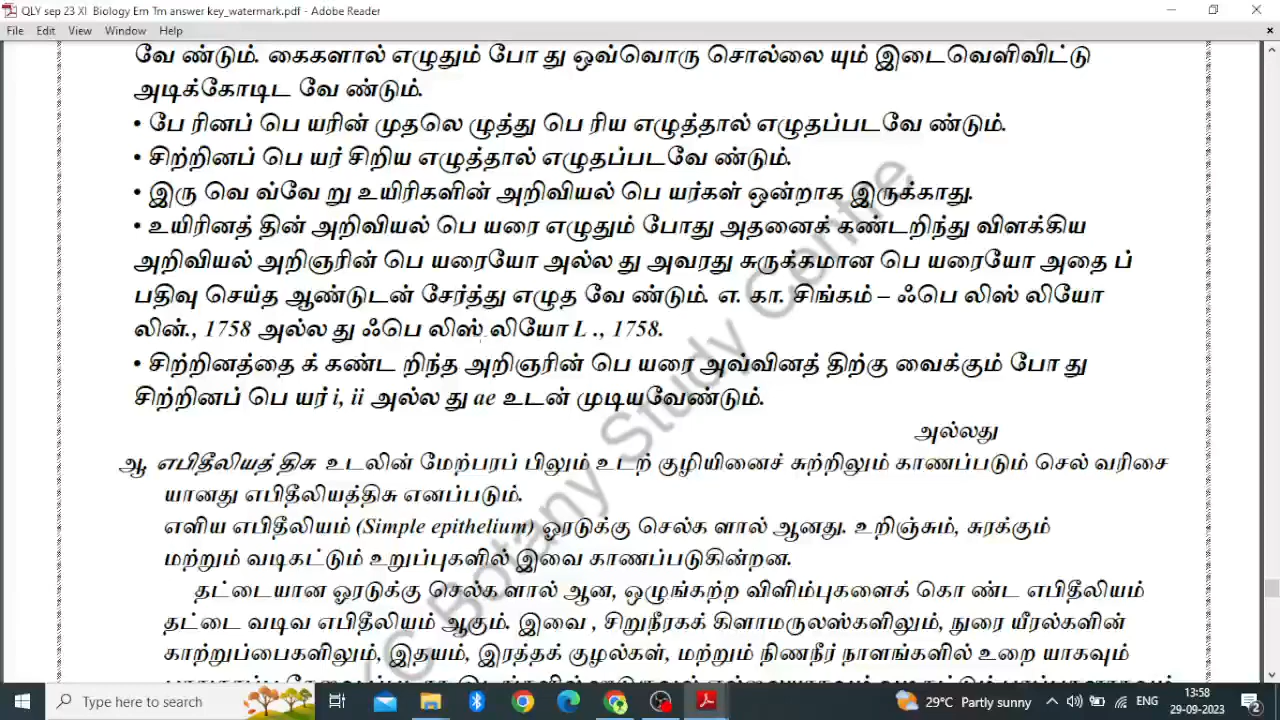 QLY sep 23 XI Biology Em Tm answer key_watermark.pdf - Adobe Reader
File Edit View Window Help
வே ண்டும். கைகளால் எழுதும் போ து ஒவ்வொரு சொல்லை யும் இடைவெளிவிட்டு
அடிக்கோடிட வே ண்டும்.
• பே ரினப் பெ யரின் முதலெ ழுத்து பெ ரிய எழுத்தால் எழுதப்படவே ண்டும்.
• சிற்றினப் பெ யர் சிறிய எழுத்தால் எழுதப்படவே ண்டும்.
• இரு வெ வ்வே று உயிரிகளின் அறிவியல் பெ யர்கள் ஒன்றாக இருக்காது.
• உயிரினத் தின் அறிவியல் பெ யரை எழுதும் போது அதனைக் கண்டறிந்து விளக்கிய
அறிவியல் அறிஞரின் பெ யரையோ அல்ல து அவரது சுருக்கமான பெ யரையோ அதை ப்
பதிவு செய்த ஆண்டுடன் சேர்த்து எழுத வே ண்டும். எ. கா. சிங்கம் – ஃபெ லிஸ் லியோ
லின்., 1758 அல்ல து ஃபெ லிஸ் லியோ L ., 1758.
• சிற்றினத்தை க் கண்ட றிந்த அறிஞரின் பெ யரை அவ்வினத் திற்கு வைக்கும் போ து
சிற்றினப் பெ யர் i, ii அல்ல து ae உடன் முடியவேண்டும்.
அல்லது
ஆ. எபிதீலியத் திசு உடலின் மேற்பரப் பிலும் உடற் குழியினைச் சுற்றிலும் காணப்படும் செல் வரிசை
யானது எபிதீலியத்திசு எனப்படும்.
எளிய எபிதீலியம் (Simple epithelium) ஓரடுக்கு செல்க ளால் ஆனது. உறிஞ்சும், சுரக்கும்
மற்றும் வடிகட்டும் உறுப்புகளில் இவை காணப்படுகின்றன.
தட்டையான ஓரடுக்கு செல்க ளால் ஆன, ஒழுங்கற்ற விளிம்புகளைக் கொ ண்ட எபிதீலியம்
தட்டை வடிவ எபிதீலியம் ஆகும். இவை , சிறுநீரகக் கிளாமருலஸ்களிலும், நுரை யீரல்களின்
காற்றுப்பைகளிலும், இதயம், இரத்தக் குழல்கள், மற்றும் நிணநீர் நாளங்களில் உறை யாகவும்
Botany Study Centre
Type here to search
29°C Partly sunny
ENG
13:58
29-09-2023
2